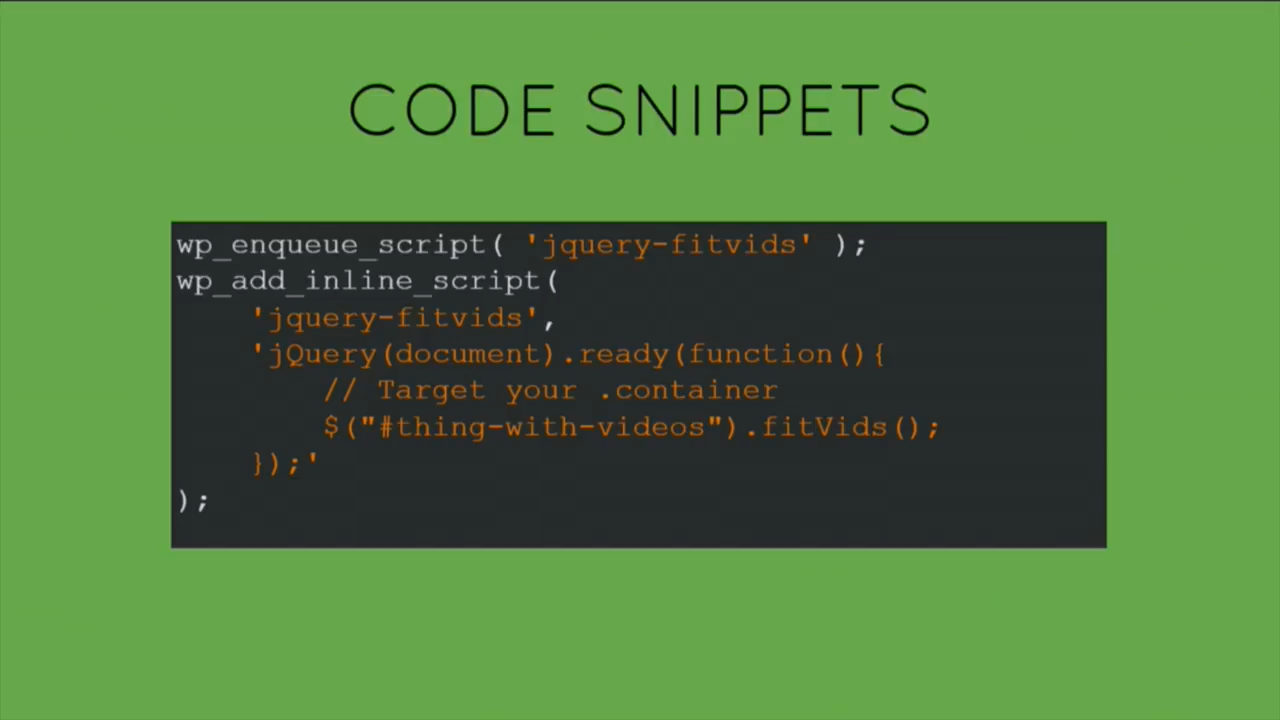 CODE SNIPPETS
wp_enqueue_script( 'jquery-fitvids' );
wp_add_inline_script(
    'jquery-fitvids',
    'jQuery(document).ready(function(){
        // Target your .container
        $("#thing-with-videos").fitVids();
    });'
);